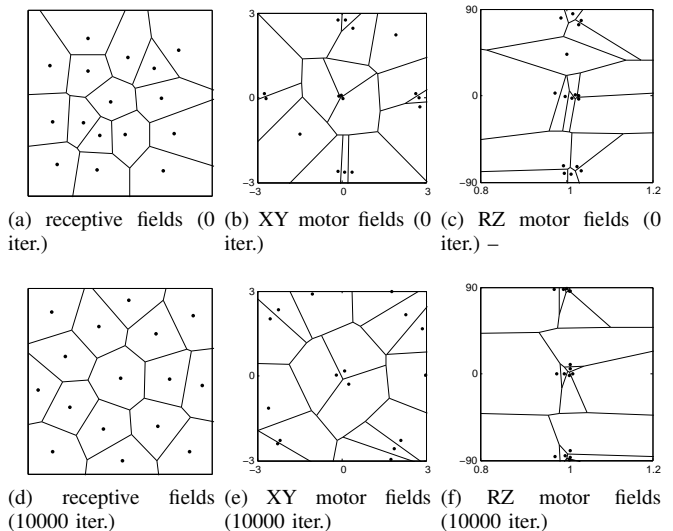 3
0
−3
−3
0
3
90
0
−90
0.8
1
1.2
(a) receptive fields (0
iter.)
(b) XY motor fields (0
iter.)
(c) RZ motor fields (0
iter.) –
3
0
−3
−3
0
3
90
0
−90
0.8
1
1.2
(d) receptive fields
(10000 iter.)
(e) XY motor fields
(10000 iter.)
(f) RZ motor fields
(10000 iter.)